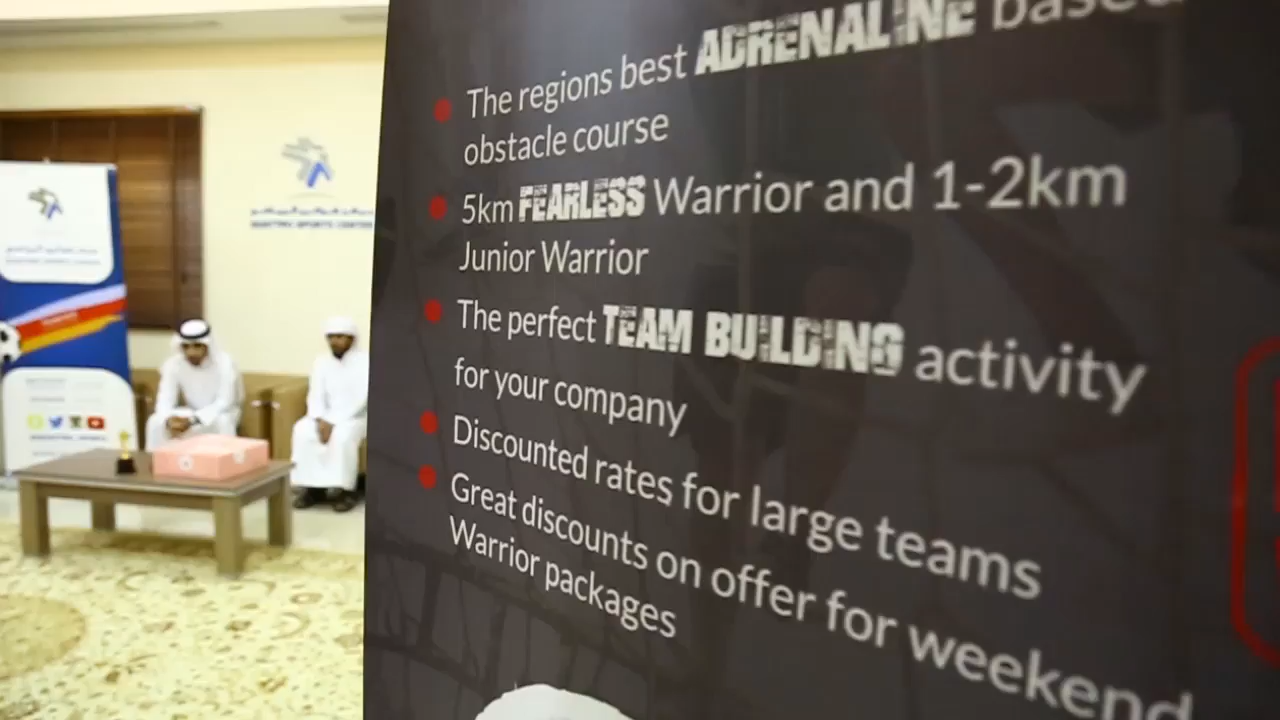 The regions best ADRENALINE based
obstacle course
5km FEARLESS Warrior and 1-2km
Junior Warrior
The perfect TEAM BUILDING activity
for your company
Discounted rates for large teams
Great discounts on offer for weekend
Warrior packages